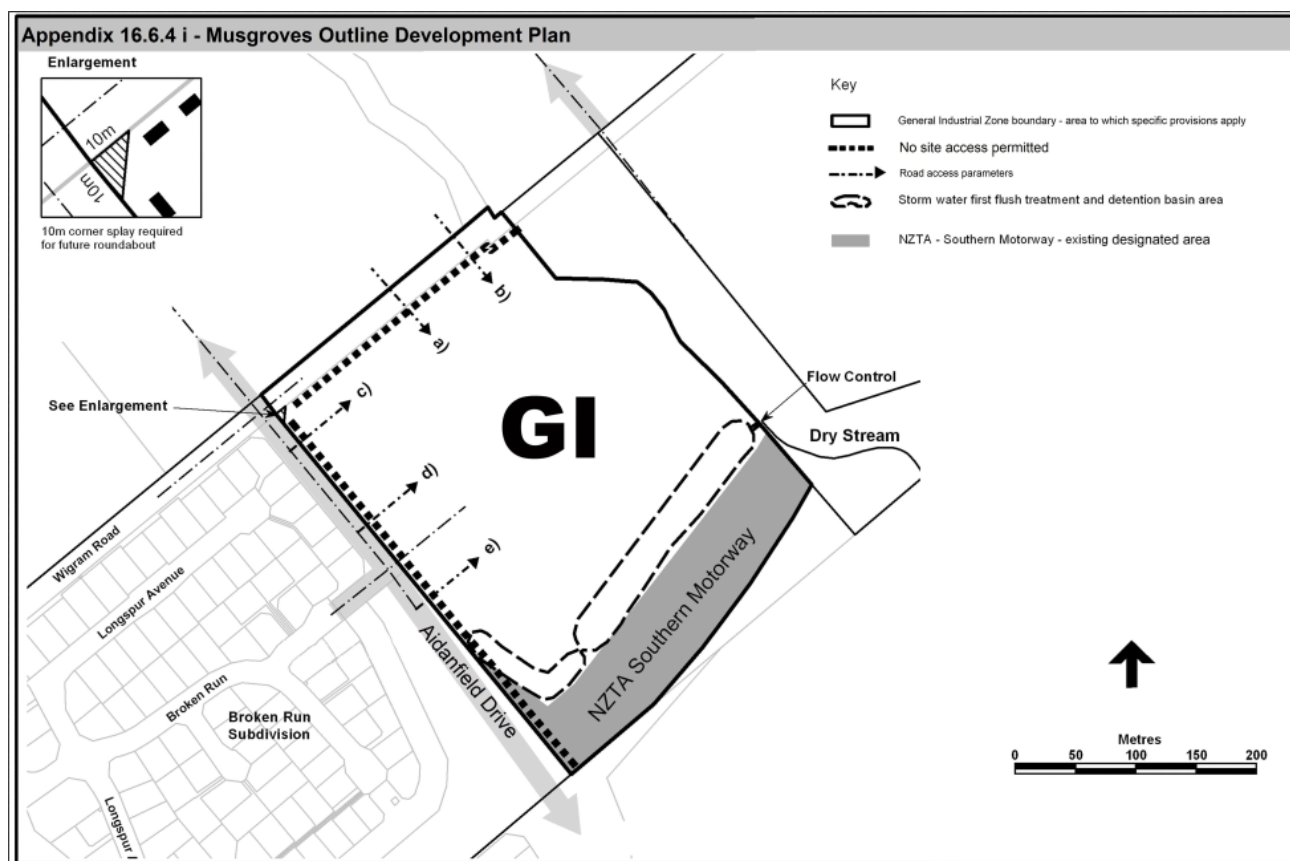 Appendix 16.6.4 i - Musgroves Outline Development Plan
Enlargement
10m
10m
10m corner splay required
for future roundabout
Key
General Industrial Zone boundary - area to which specific provisions apply
No site access permitted
Road access parameters
Storm water first flush treatment and detention basin area
NZTA - Southern Motorway - existing designated area
b)
a)
c)
See Enlargement
Flow Control
GI
Dry Stream
d)
e)
Wigram Road
Longspur Avenue
NZTA Southern Motorway
Aidanfield Drive
Broken Run
Broken Run
Subdivision
Longspur
Metres
0 50 100 150 200